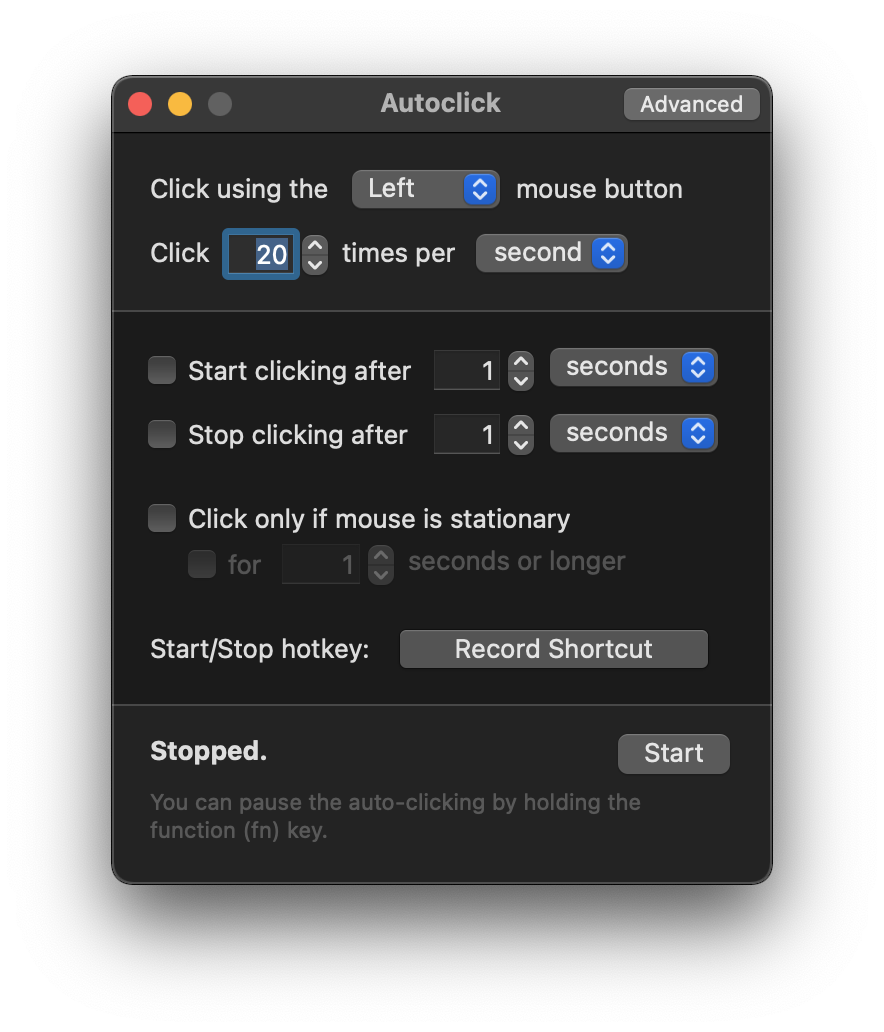 Autoclick Advanced
Click using the Left mouse button
Click 20 times per second
Start clicking after 1 seconds
Stop clicking after 1 seconds
Click only if mouse is stationary
for 1 seconds or longer
Start/Stop hotkey: Record Shortcut
Stopped. Start
You can pause the auto-clicking by holding the
function (fn) key.